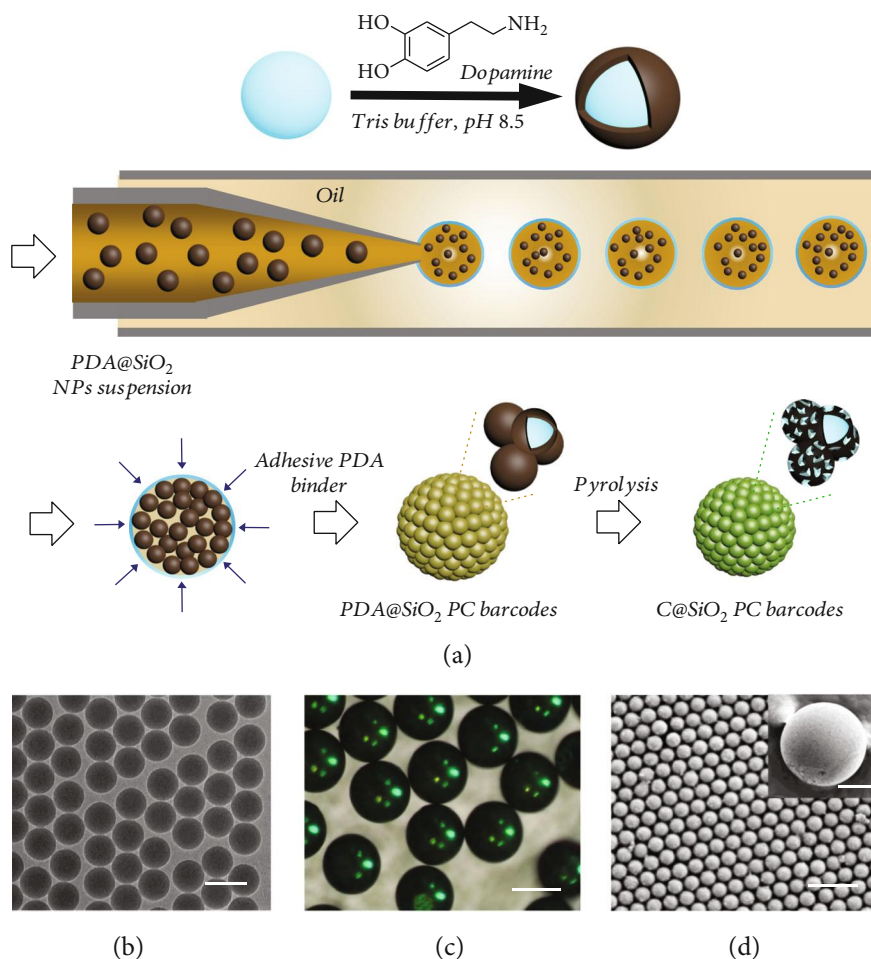 HO
HO
NH₂
Dopamine
Tris buffer, pH 8.5
Oil
PDA@SiO₂
NPs suspension
Adhesive PDA
binder
Pyrolysis
PDA@SiO₂ PC barcodes
C@SiO₂ PC barcodes
(a)
(b)
(c)
(d)